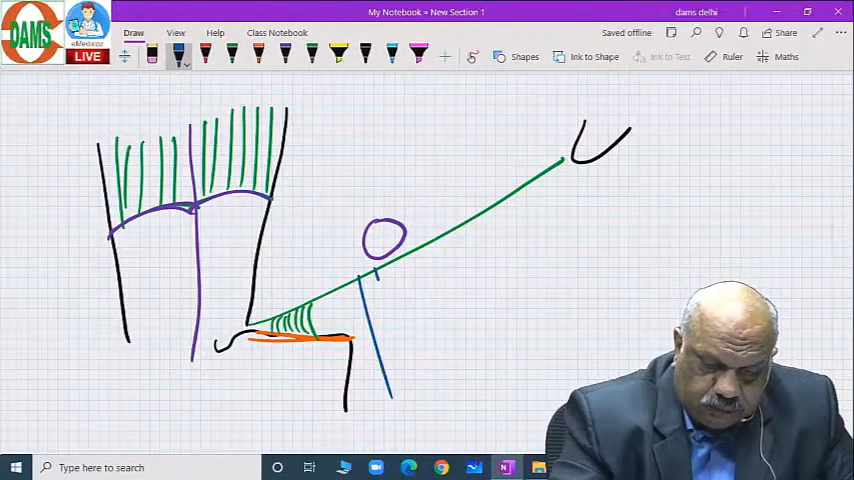 My Notebook » New Section 1
dams delhi
DAMS
eMedicoz
LIVE
Draw
View
Help
Class Notebook
Saved offline
Share
Shapes
Ink to Shape
Ink to Text
Ruler
Maths
Type here to search